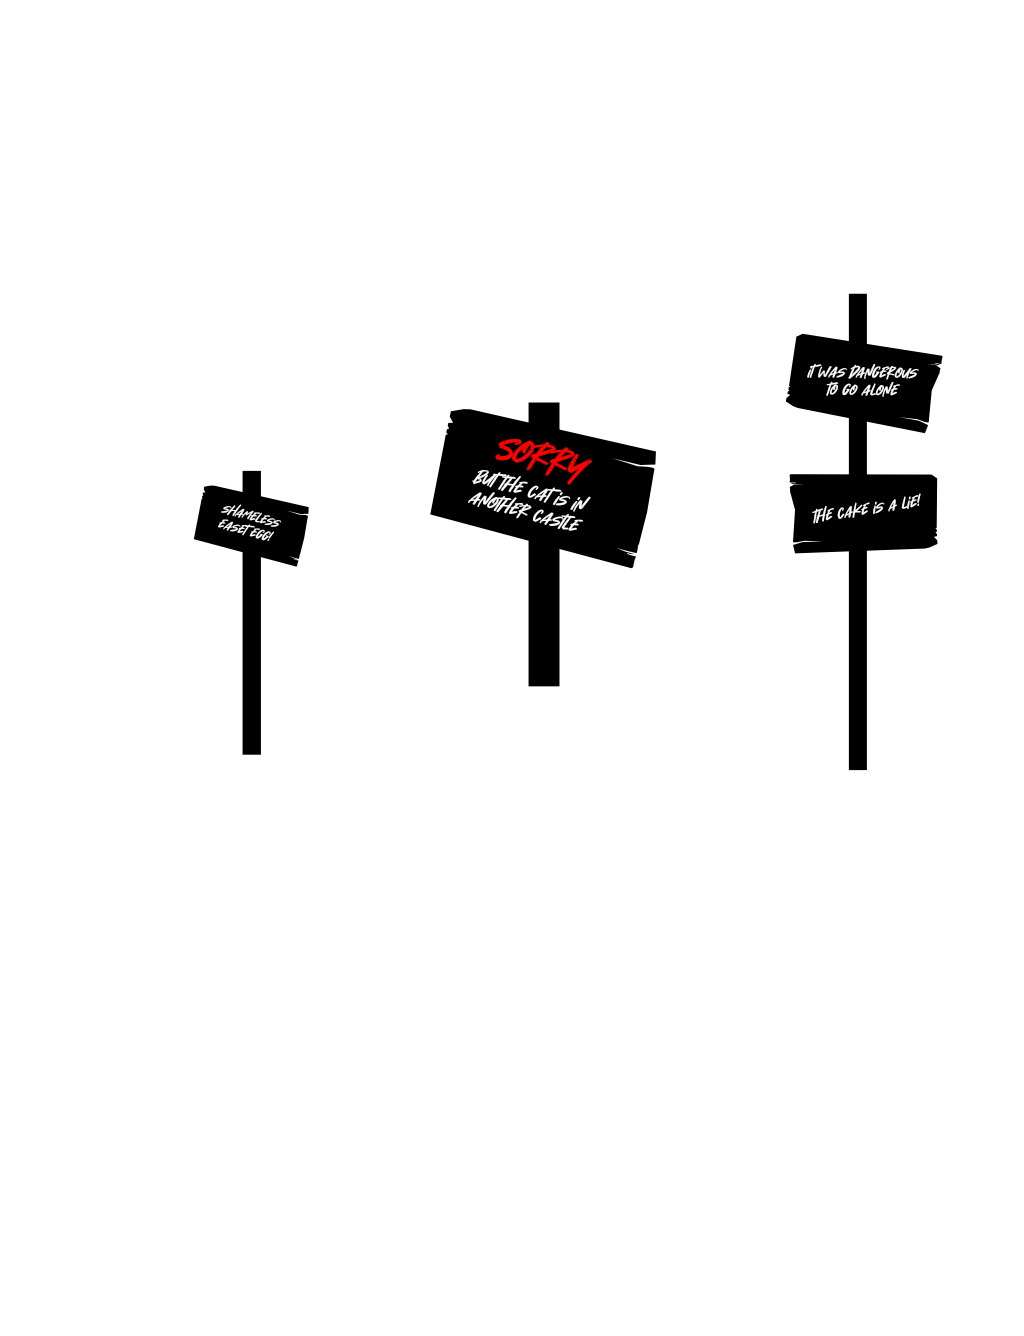 SHAMELESS
EASET EGG!
SORRY
BUT THE CAT IS IN
ANOTHER CASTLE
IT WAS DANGEROUS
TO GO ALONE
THE CAKE IS A LIE!